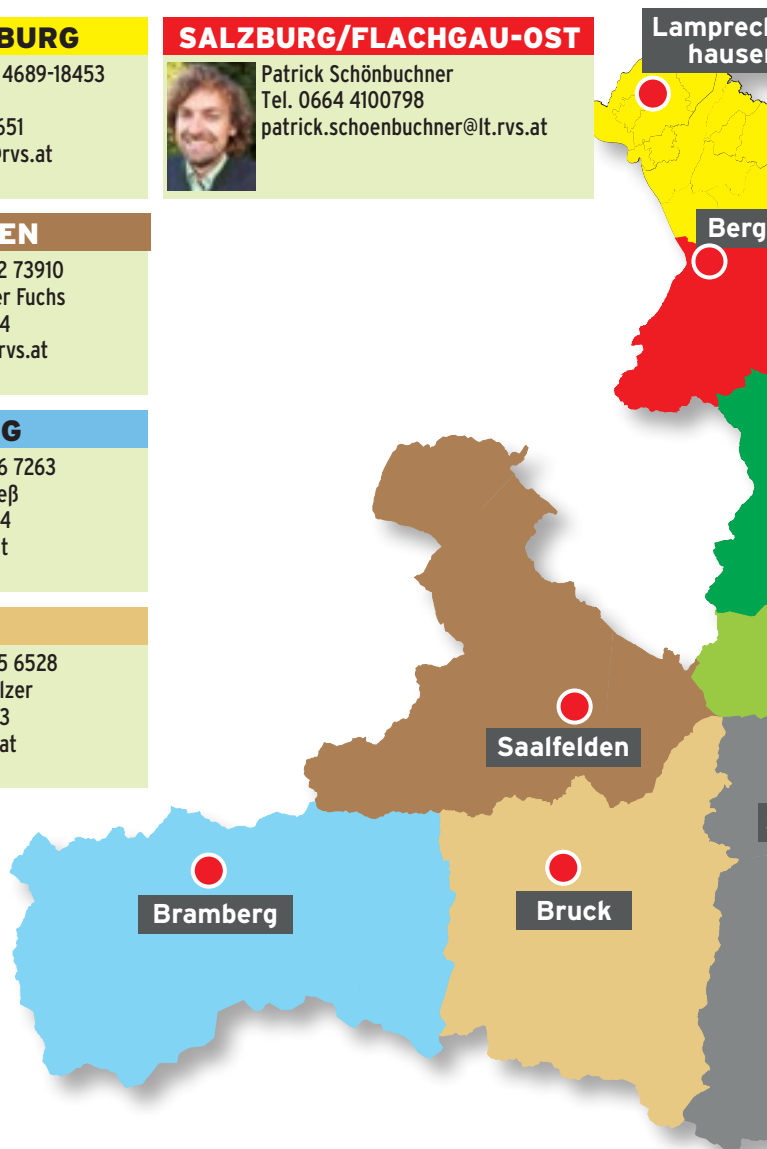 BURG
4689-18453
651
@rvs.at
SALZBURG/FLACHGAU-OST
Patrick Schönbuchner
Tel. 0664 4100798
patrick.schoenbuchner@lt.rvs.at
EN
2 73910
er Fuchs
4
rvs.at
G
6 7263
eß
4
t
5 6528
lzer
3
at
Lamprec
hausen
Berg
Saalfelden
Bramberg
Bruck